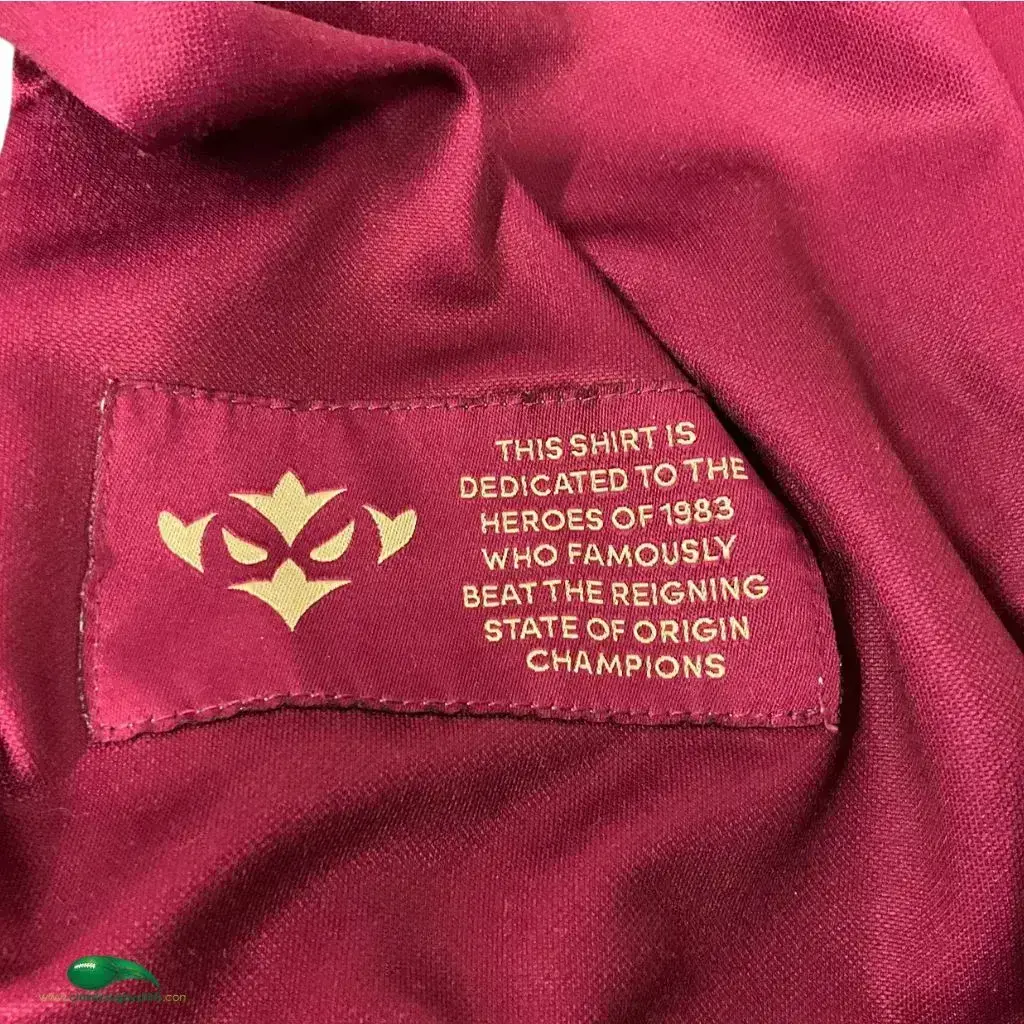 THIS SHIRT IS
DEDICATED TO THE
HEROES OF 1983
WHO FAMOUSLY
BEAT THE REIGNING
STATE OF ORIGIN
CHAMPIONS